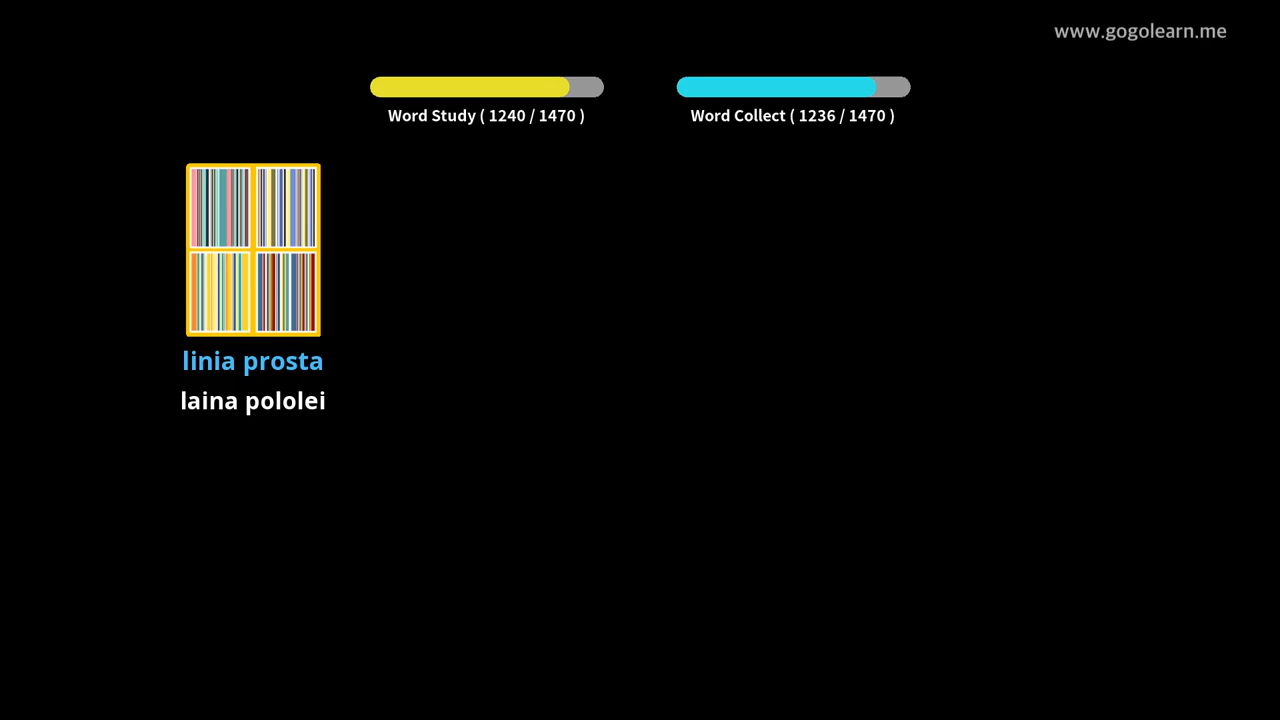 www.gogolearn.me
Word Study ( 1240 / 1470 )
Word Collect ( 1236 / 1470 )
linia prosta
laina pololei